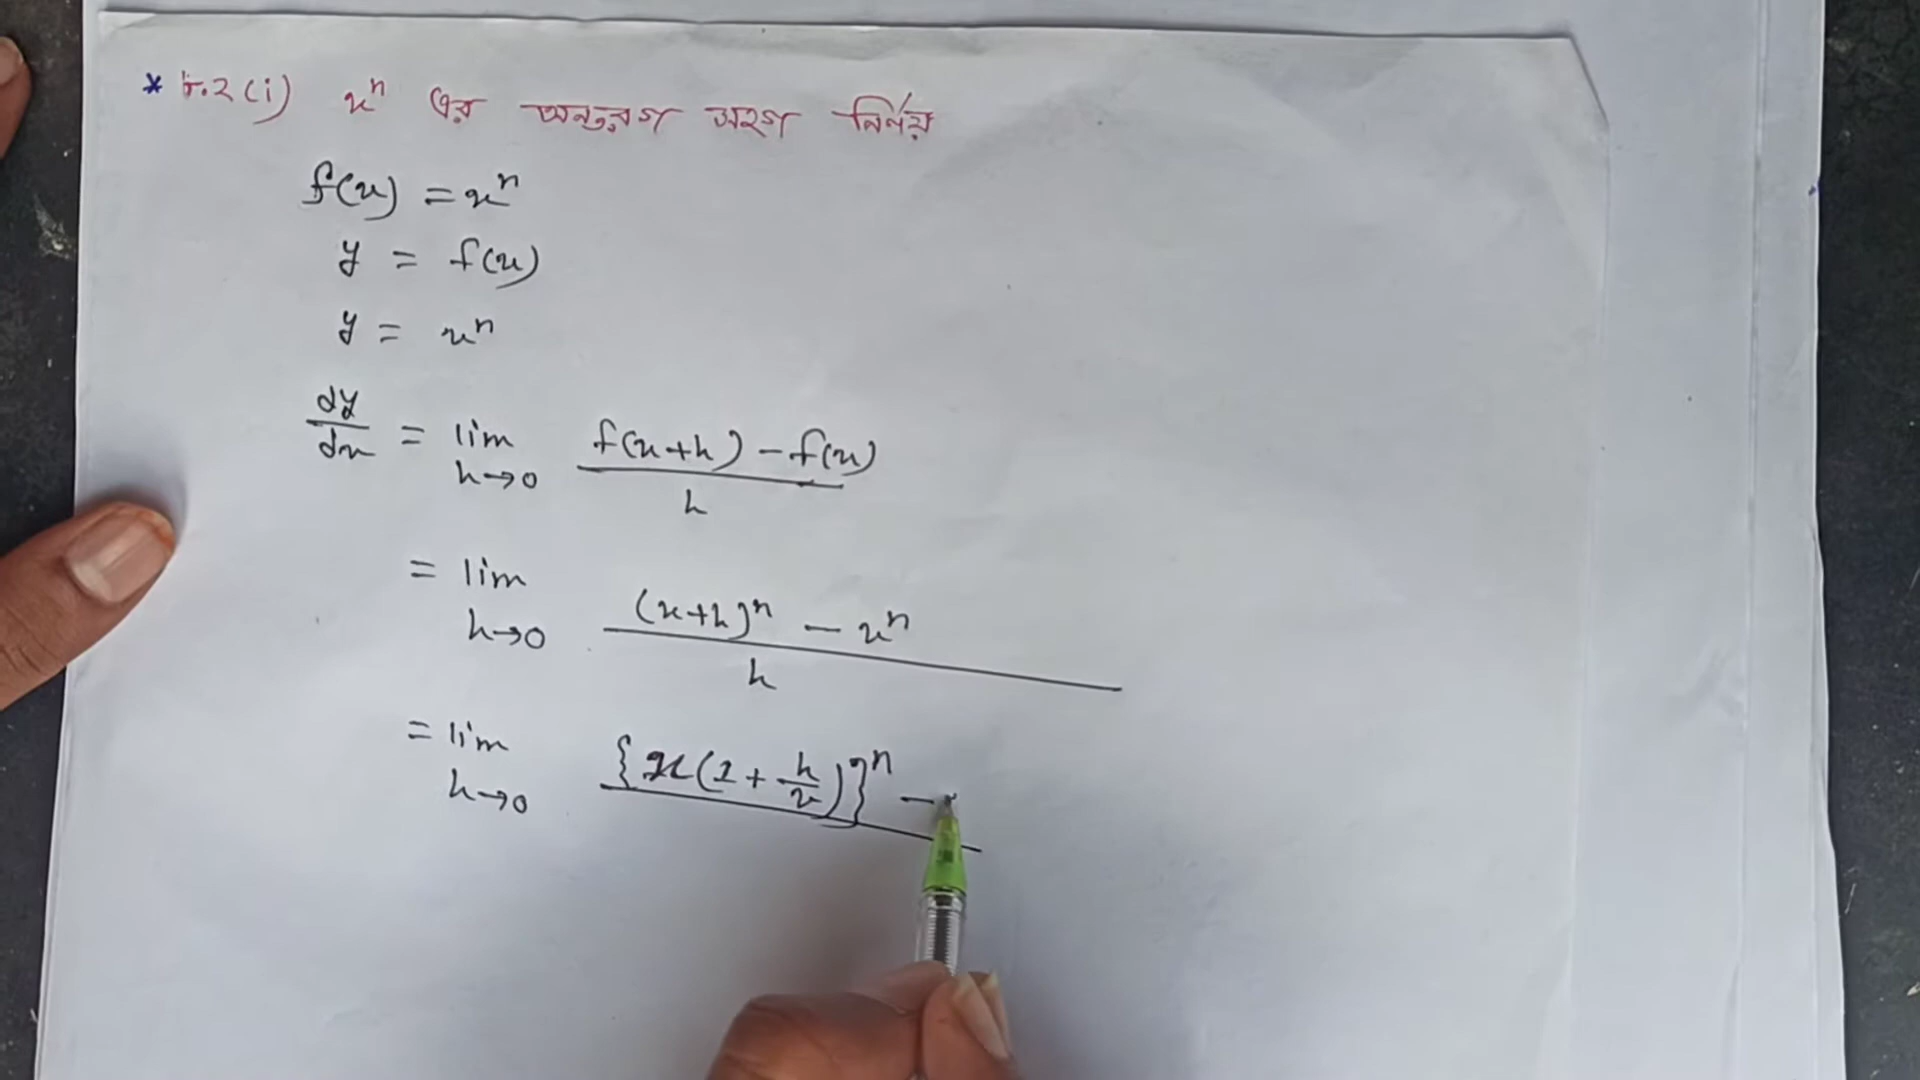 * ৮.২ (i) xⁿ এর অন্তরগ সহগ নির্ণয়
f(x) = xⁿ
y = f(x)
y = xⁿ
dy/dx = lim h→0 f(x+h) - f(x) / h
= lim h→0 (x+h)ⁿ - xⁿ / h
= lim h→0 {x(1 + h/x)}ⁿ -